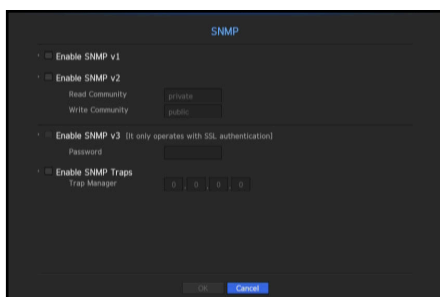 SNMP
Enable SNMP v1
Enable SNMP v2
Read Community private
Write Community public
Enable SNMP v3 (It only operates with SSL authentication)
Password
Enable SNMP Traps
Trap Manager 0 . 0 . 0 . 0
OK Cancel